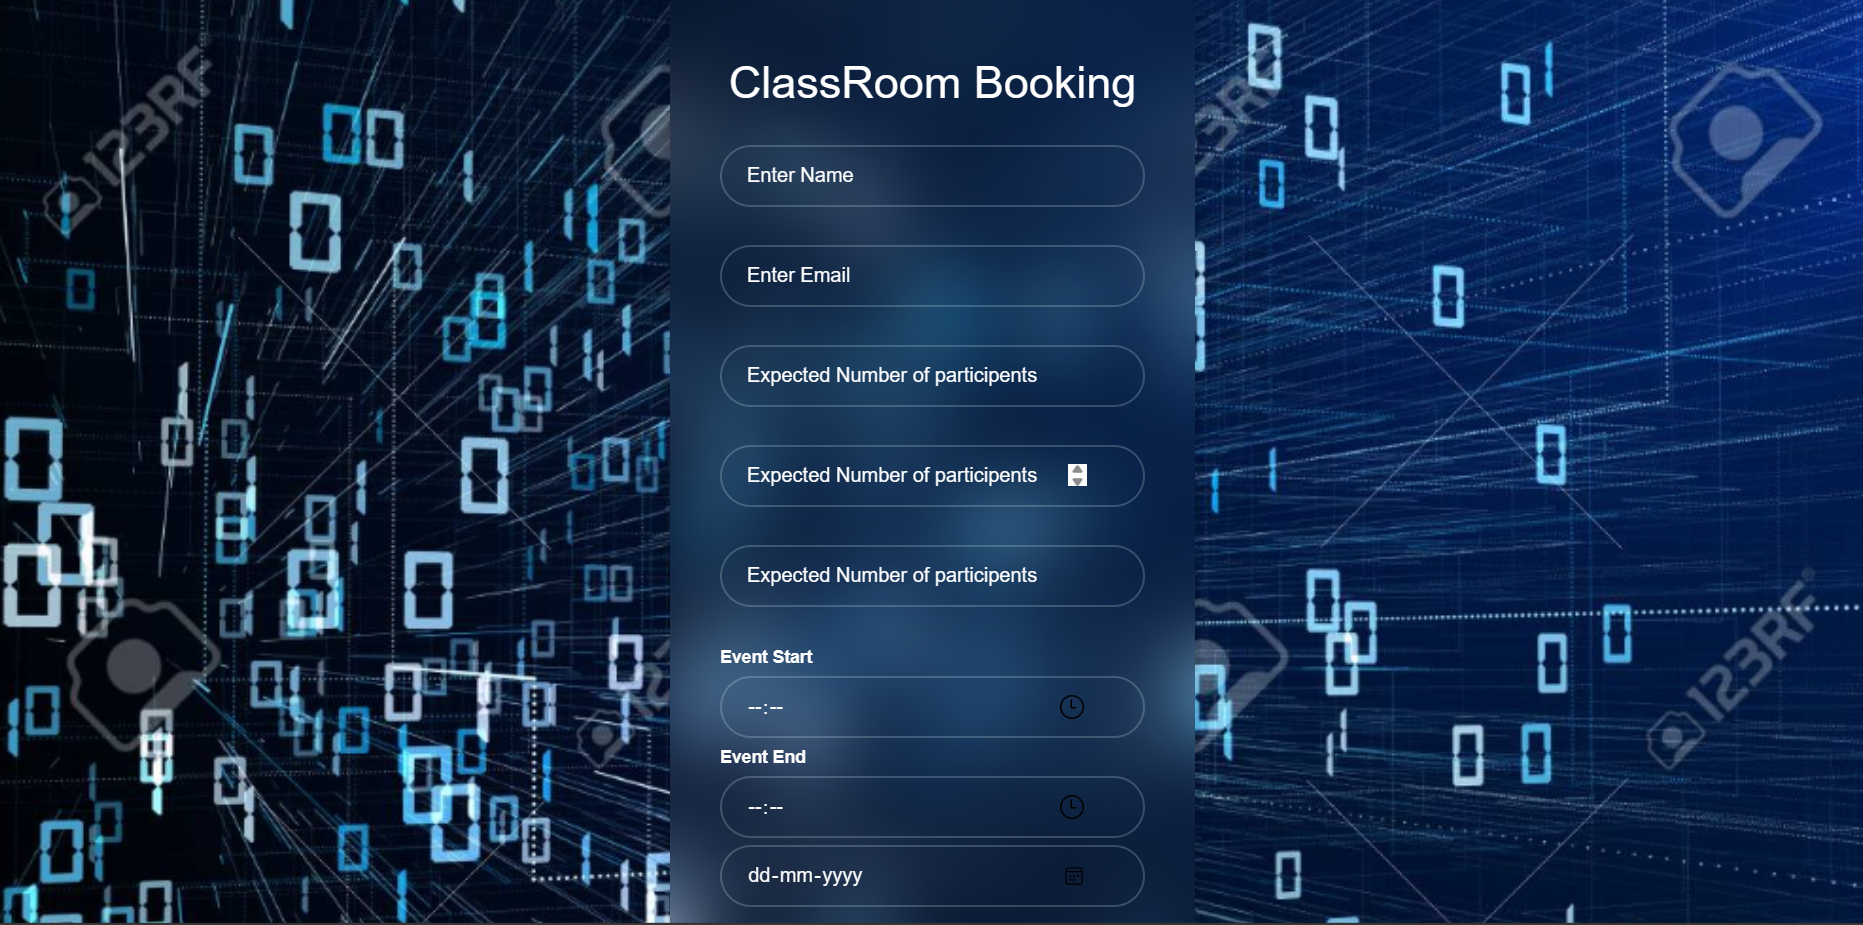 123RF
123RF
ClassRoom Booking
Enter Name
Enter Email
Expected Number of participents
Expected Number of participents
Expected Number of participents
Event Start
--:--
Event End
--:--
dd-mm-yyyy
123RF